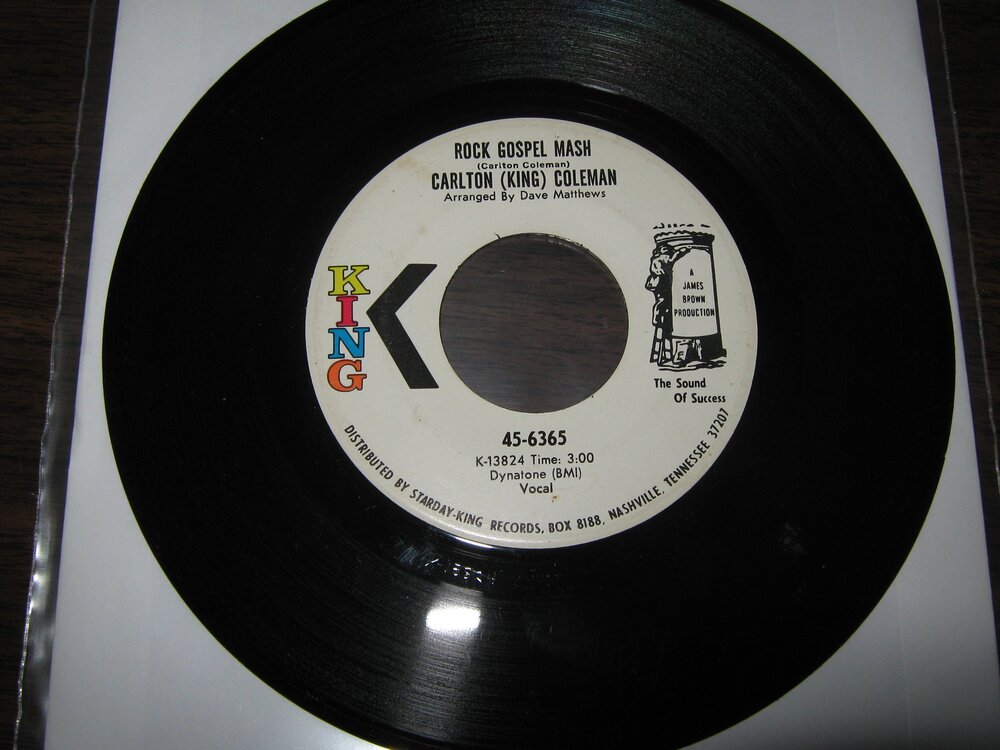 ROCK GOSPEL MASH
(Carlton Coleman)
CARLTON (KING) COLEMAN
Arranged By Dave Matthews
KING
K
A
JAMES
BROWN
PRODUCTION
The Sound
Of Success
45-6365
K-13824 Time: 3:00
Dynatone (BMI)
Vocal
DISTRIBUTED BY STARDAY-KING RECORDS, BOX 8188, NASHVILLE, TENNESSEE 37207